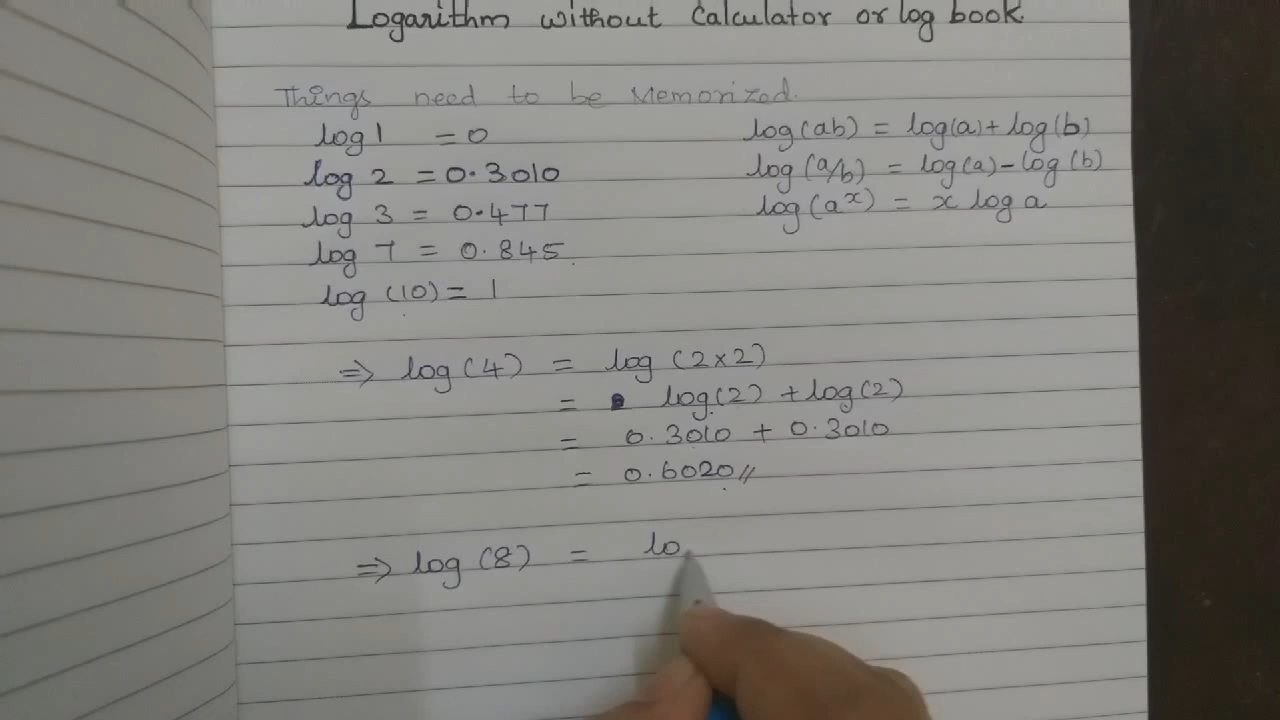 Logarithm without Calculator or log book
Things need to be Memorized.
log 1 = 0
log 2 = 0.3010
log 3 = 0.477
log 7 = 0.845
log (10) = 1
log(ab) = log(a) + log(b)
log (a/b) = log(a) - log (b)
log(aˣ) = x log a
⇒ log(4) = log (2×2)
= log(2) + log(2)
= 0.3010 + 0.3010
= 0.6020 //
⇒ log (8) = lo